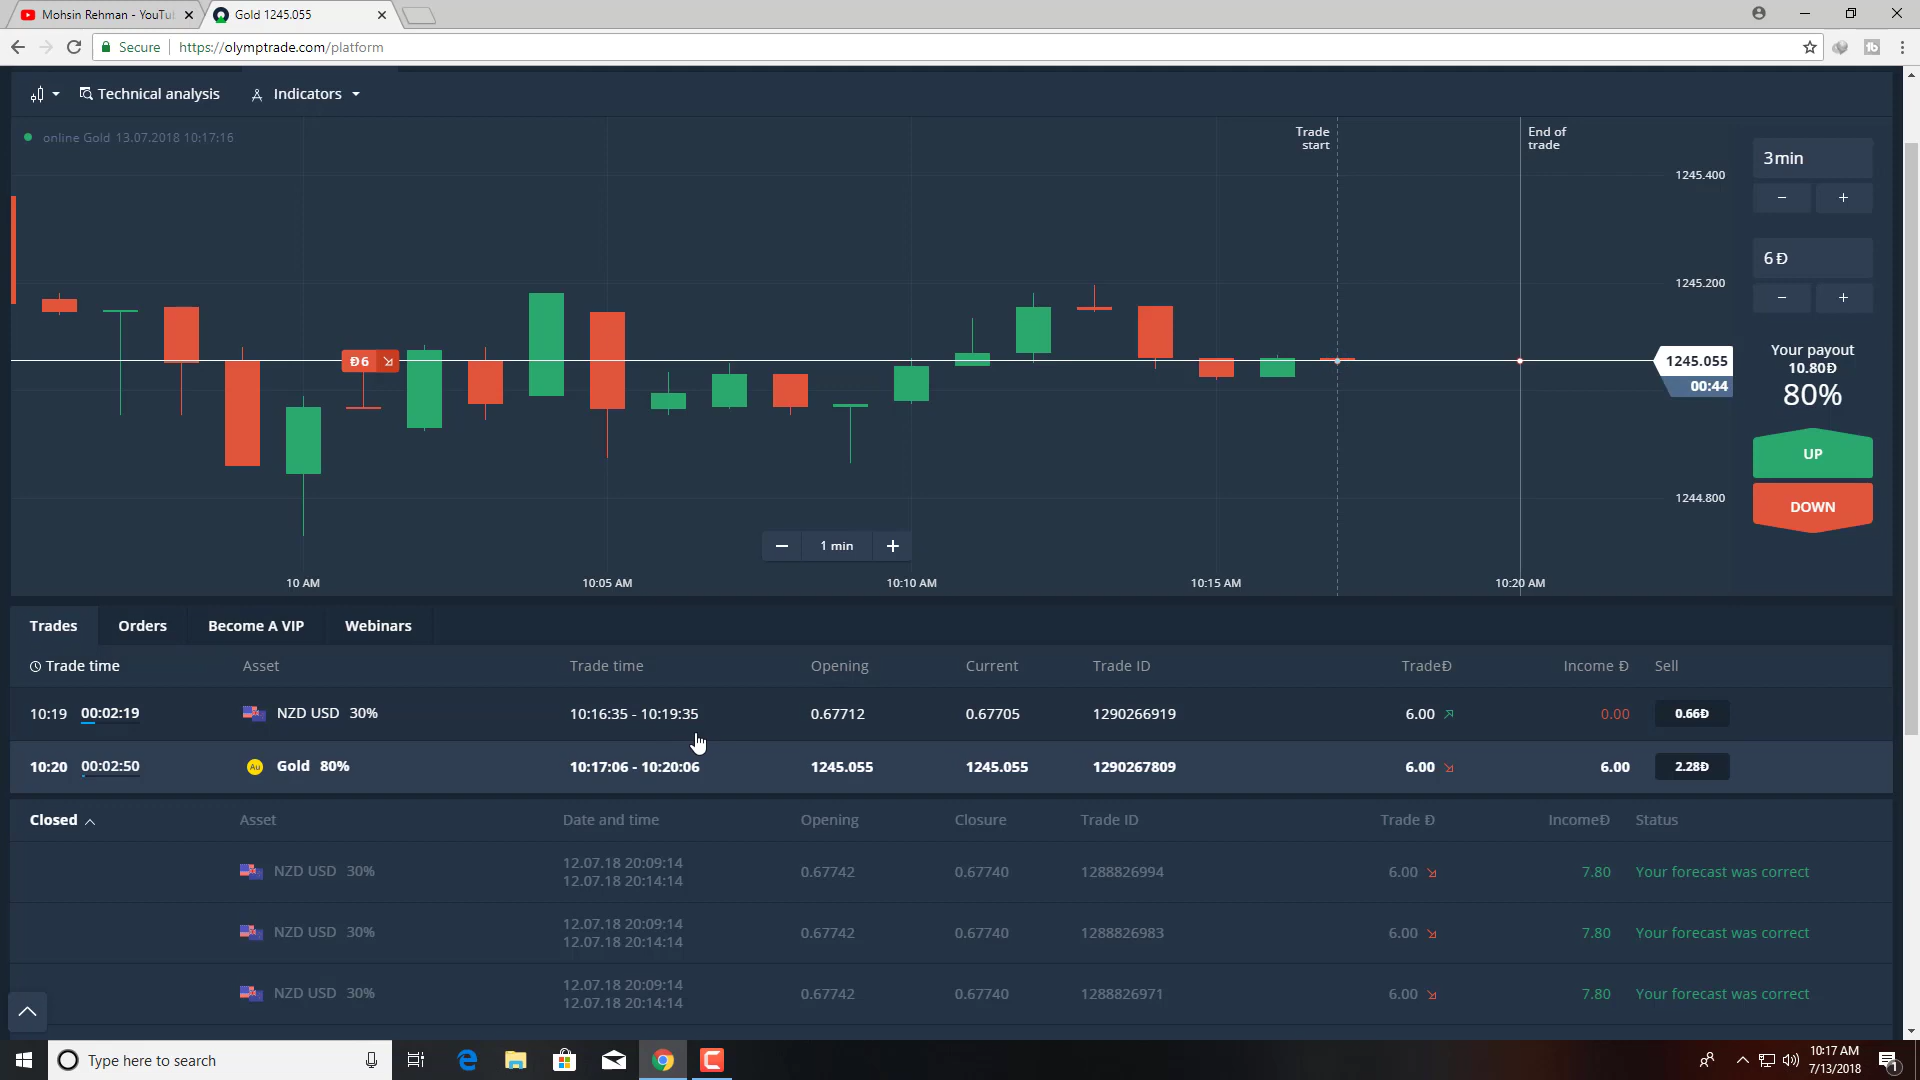 Mohsin Rehman - YouTu
Gold 1245.055
Secure
https://olymptrade.com/platform
Technical analysis
Indicators
online Gold 13.07.2018 10:17:16
Trade
start
End of
trade
1245.400
1245.200
1245.055
00:44
1244.800
3min
−
+
6Đ
−
+
Your payout
10.80Đ
80%
UP
DOWN
Đ6
− 1 min +
10 AM 10:05 AM 10:10 AM 10:15 AM 10:20 AM
Trades Orders Become A VIP Webinars
Trade time Asset Trade time Opening Current Trade ID TradeĐ Income Đ Sell
10:19 00:02:19 NZD USD 30% 10:16:35 - 10:19:35 0.67712 0.67705 1290266919 6.00 0.00 0.66Đ
10:20 00:02:50 Au Gold 80% 10:17:06 - 10:20:06 1245.055 1245.055 1290267809 6.00 6.00 2.28Đ
Closed Asset Date and time Opening Closure Trade ID Trade Đ IncomeĐ Status
NZD USD 30% 12.07.18 20:09:14 0.67742 0.67740 1288826994 6.00 7.80 Your forecast was correct
12.07.18 20:14:14
NZD USD 30% 12.07.18 20:09:14 0.67742 0.67740 1288826983 6.00 7.80 Your forecast was correct
12.07.18 20:14:14
NZD USD 30% 12.07.18 20:09:14 0.67742 0.67740 1288826971 6.00 7.80 Your forecast was correct
12.07.18 20:14:14
Type here to search
10:17 AM
7/13/2018
1